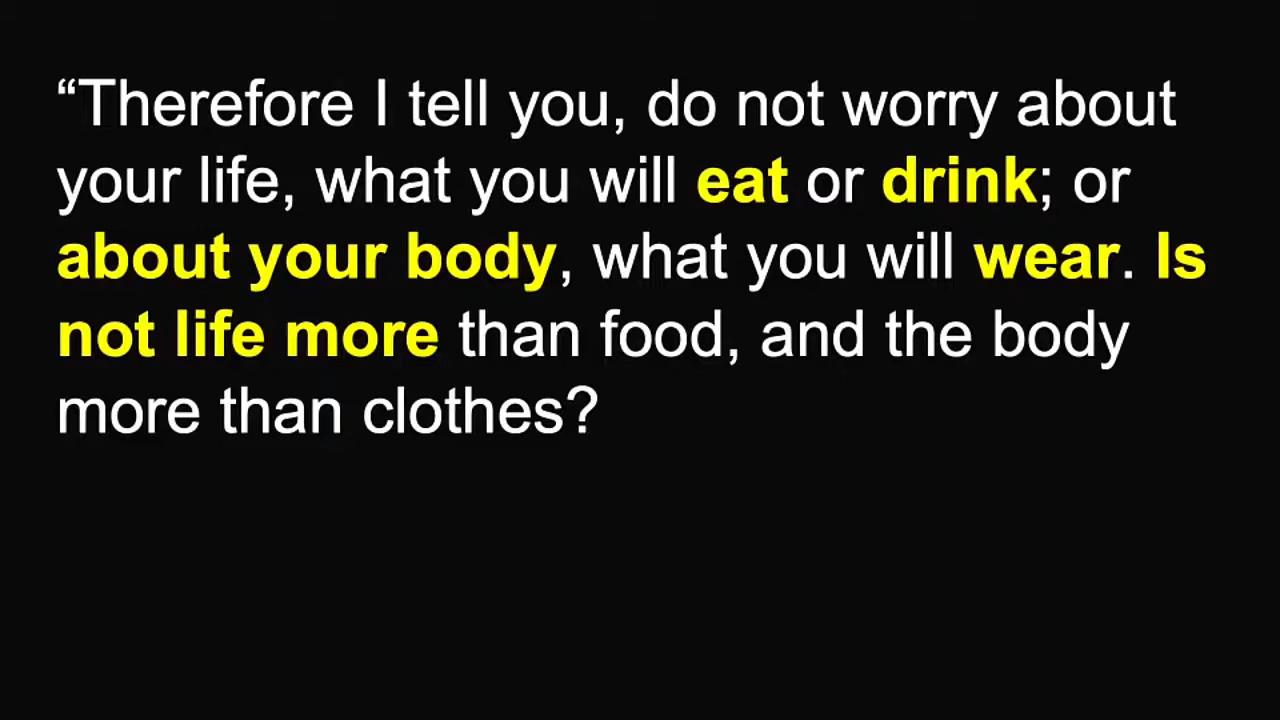 “Therefore I tell you, do not worry about
your life, what you will eat or drink; or
about your body, what you will wear. Is
not life more than food, and the body
more than clothes?